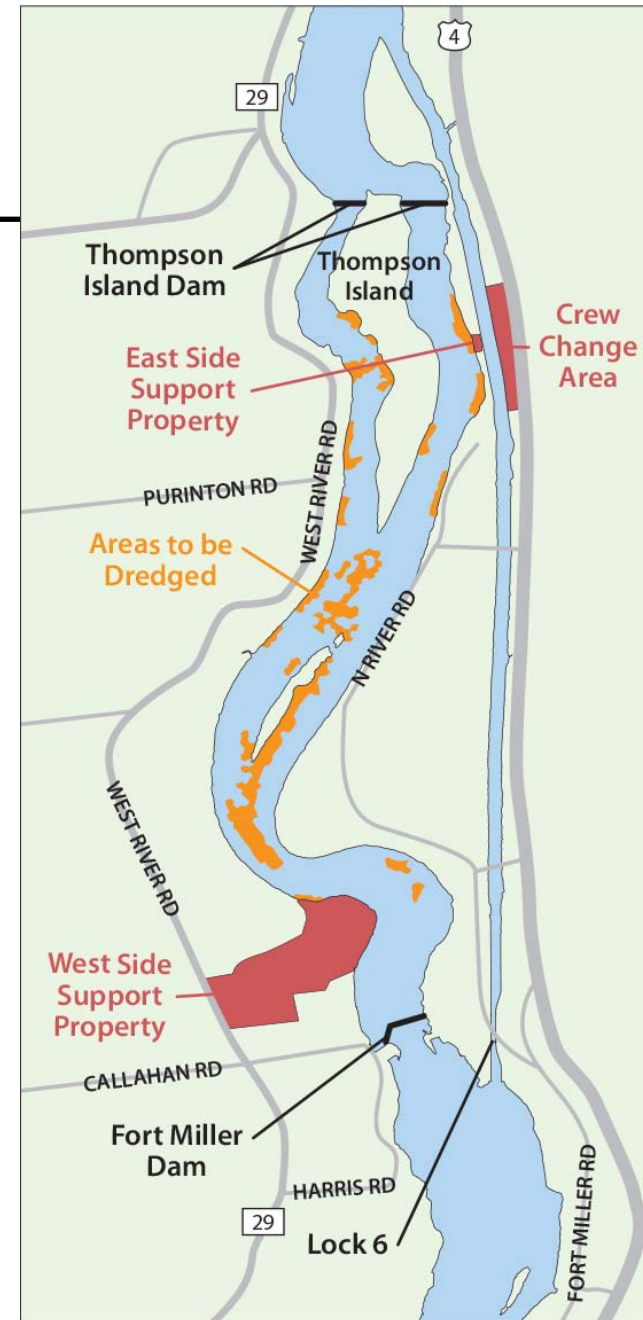 4
29
Thompson
Island Dam
Thompson
Island
Crew
Change
Area
East Side
Support
Property
WEST RIVER RD
PURINTON RD
Areas to be
Dredged
N RIVER RD
WEST RIVER RD
West Side
Support
Property
CALLAHAN RD
Fort Miller
Dam
HARRIS RD
29
Lock 6
FORT MILLER RD